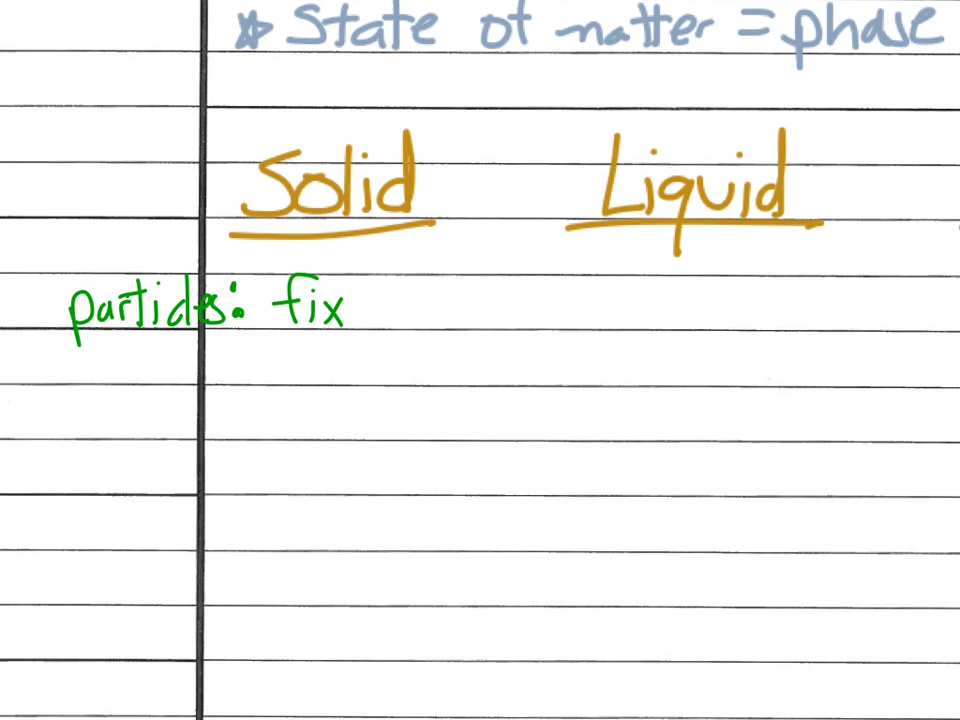 * State of matter = phase
Solid Liquid
particles: fix